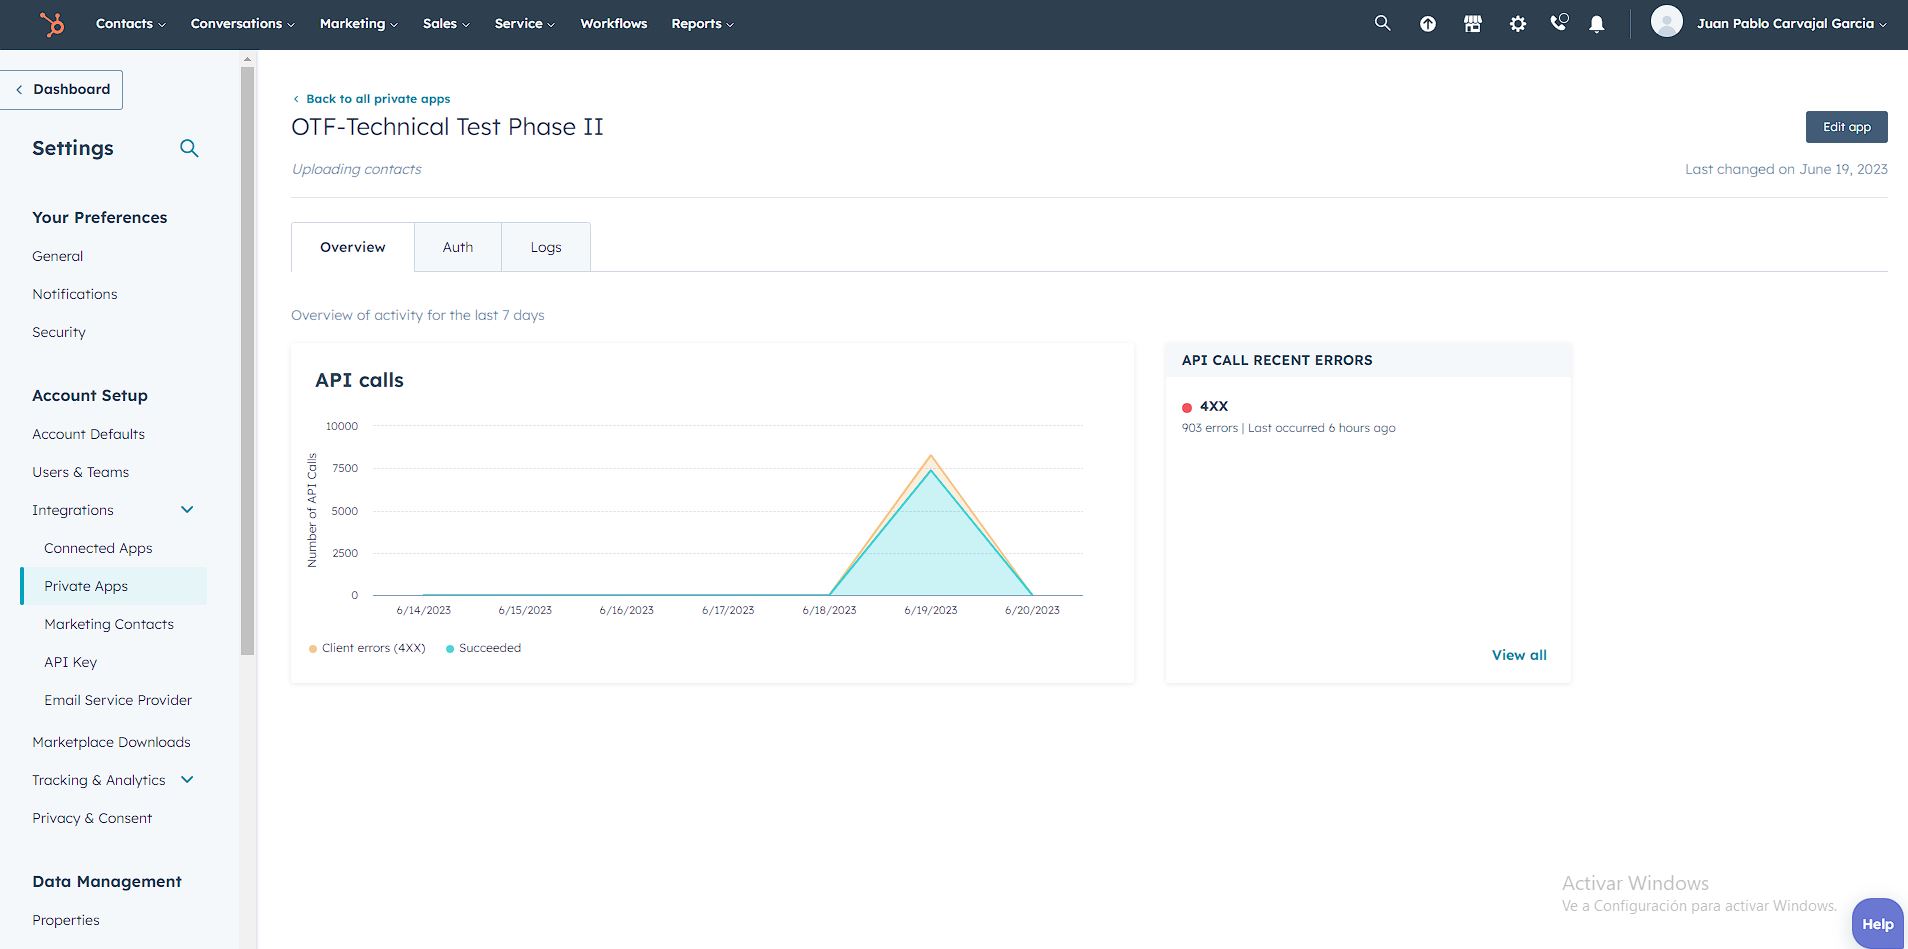 Contacts Conversations Marketing Sales Service Workflows Reports Juan Pablo Carvajal Garcia
Dashboard
Settings
Your Preferences
General
Notifications
Security
Account Setup
Account Defaults
Users & Teams
Integrations
Connected Apps
Private Apps
Marketing Contacts
API Key
Email Service Provider
Marketplace Downloads
Tracking & Analytics
Privacy & Consent
Data Management
Properties
Back to all private apps
OTF-Technical Test Phase II
Edit app
Uploading contacts
Last changed on June 19, 2023
Overview Auth Logs
Overview of activity for the last 7 days
API calls
Number of API Calls
10000
7500
5000
2500
0
6/14/2023 6/15/2023 6/16/2023 6/17/2023 6/18/2023 6/19/2023 6/20/2023
Client errors (4XX) Succeeded
API CALL RECENT ERRORS
4XX
903 errors | Last occurred 6 hours ago
View all
Activar Windows
Ve a Configuración para activar Windows.
Help